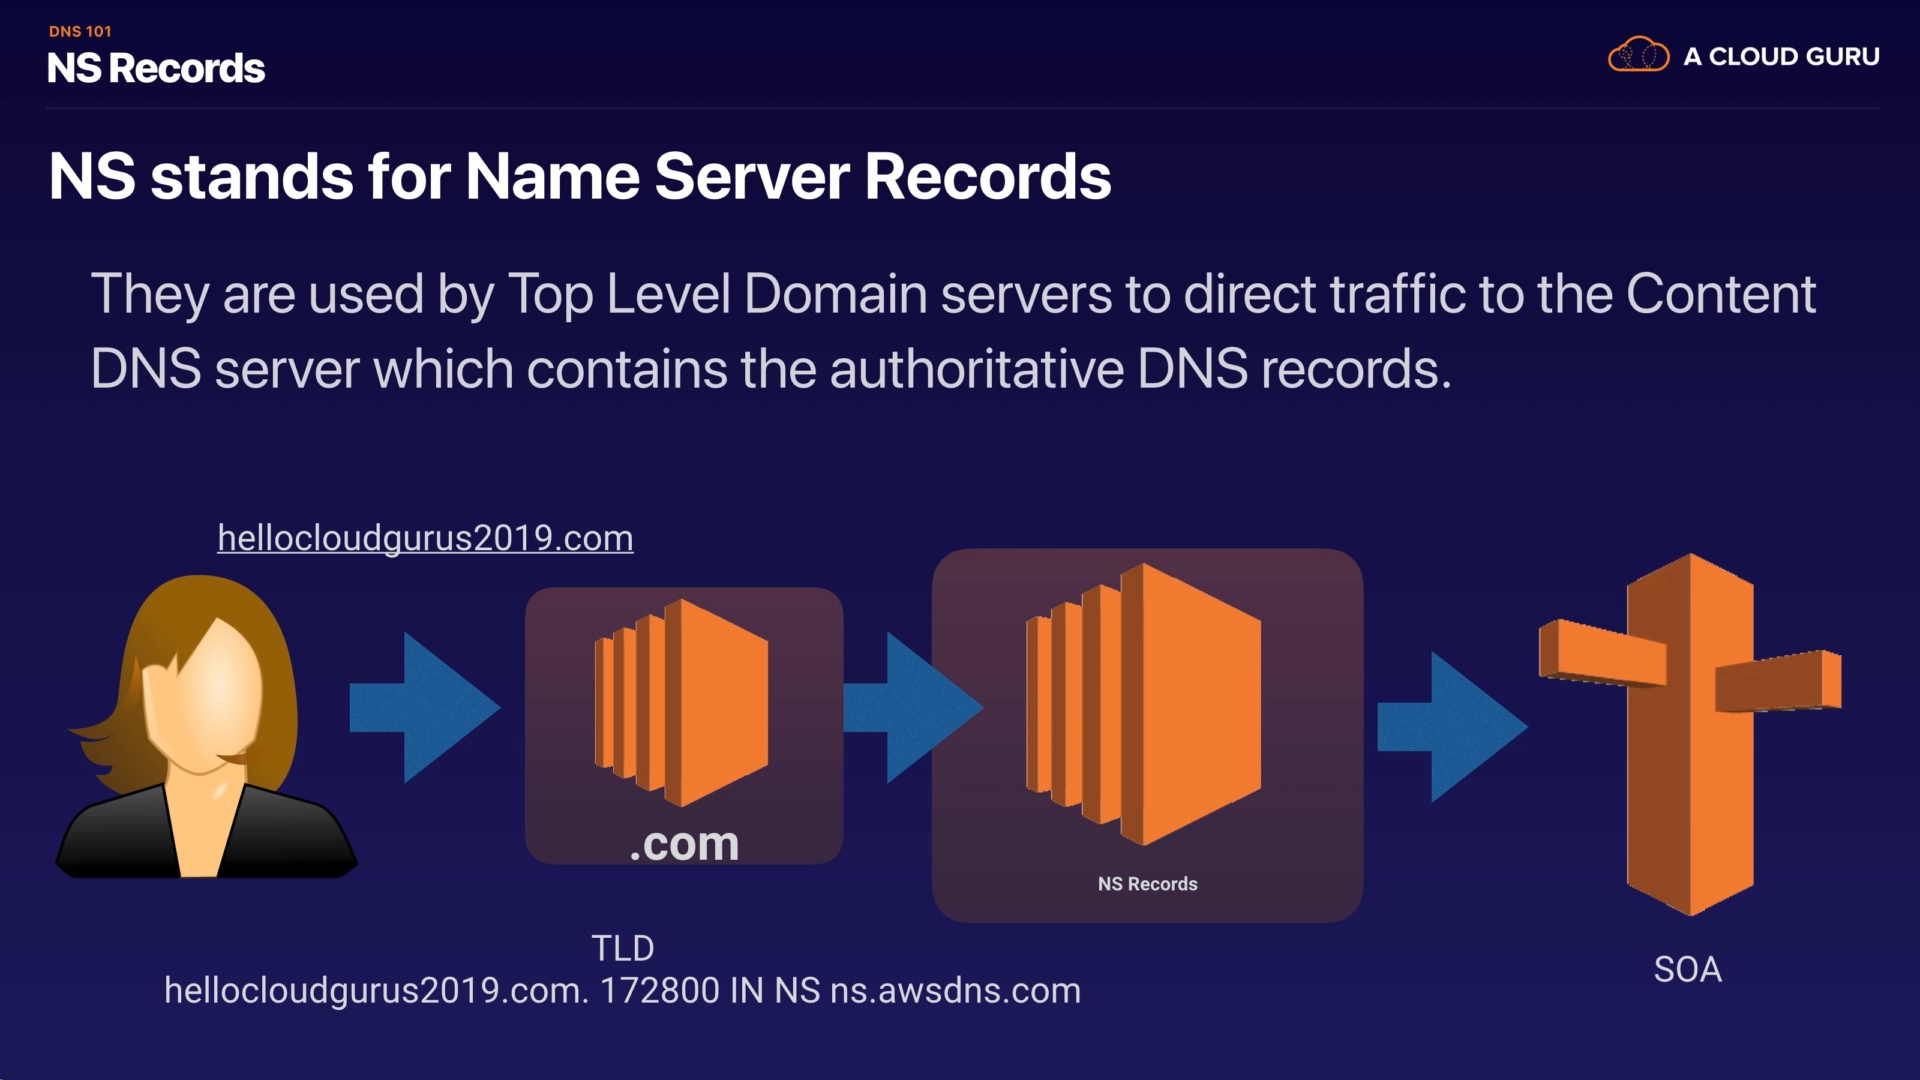 DNS 101
NS Records
A CLOUD GURU
NS stands for Name Server Records
They are used by Top Level Domain servers to direct traffic to the Content
DNS server which contains the authoritative DNS records.
hellocloudgurus2019.com
.com
NS Records
TLD
hellocloudgurus2019.com. 172800 IN NS ns.awsdns.com
SOA